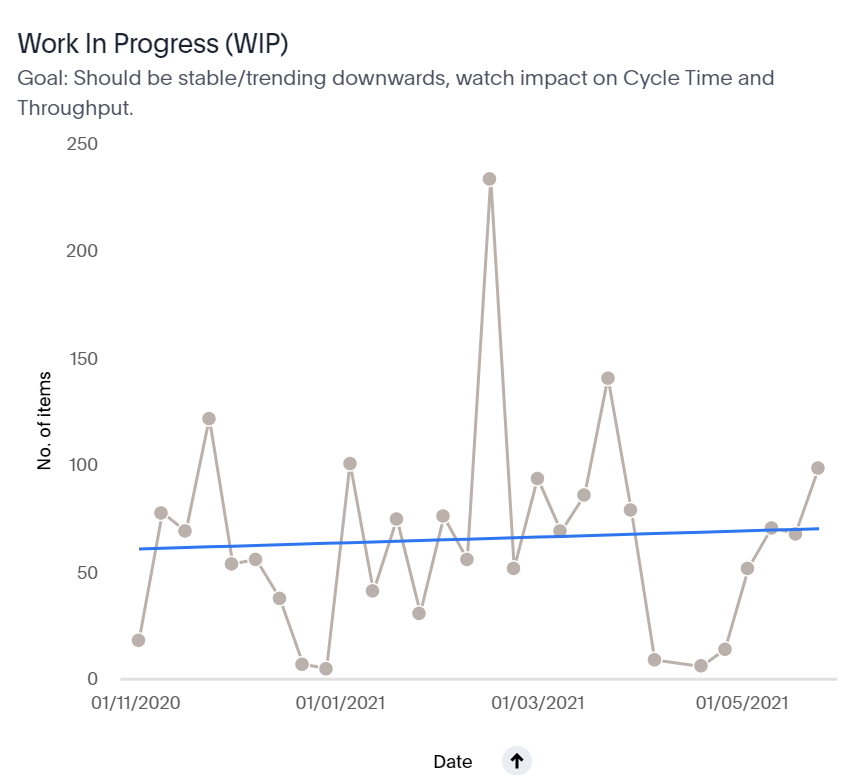 Work In Progress (WIP)
Goal: Should be stable/trending downwards, watch impact on Cycle Time and
Throughput.
250
200
150
100
50
0
No. of items
01/11/2020
01/01/2021
01/03/2021
01/05/2021
Date